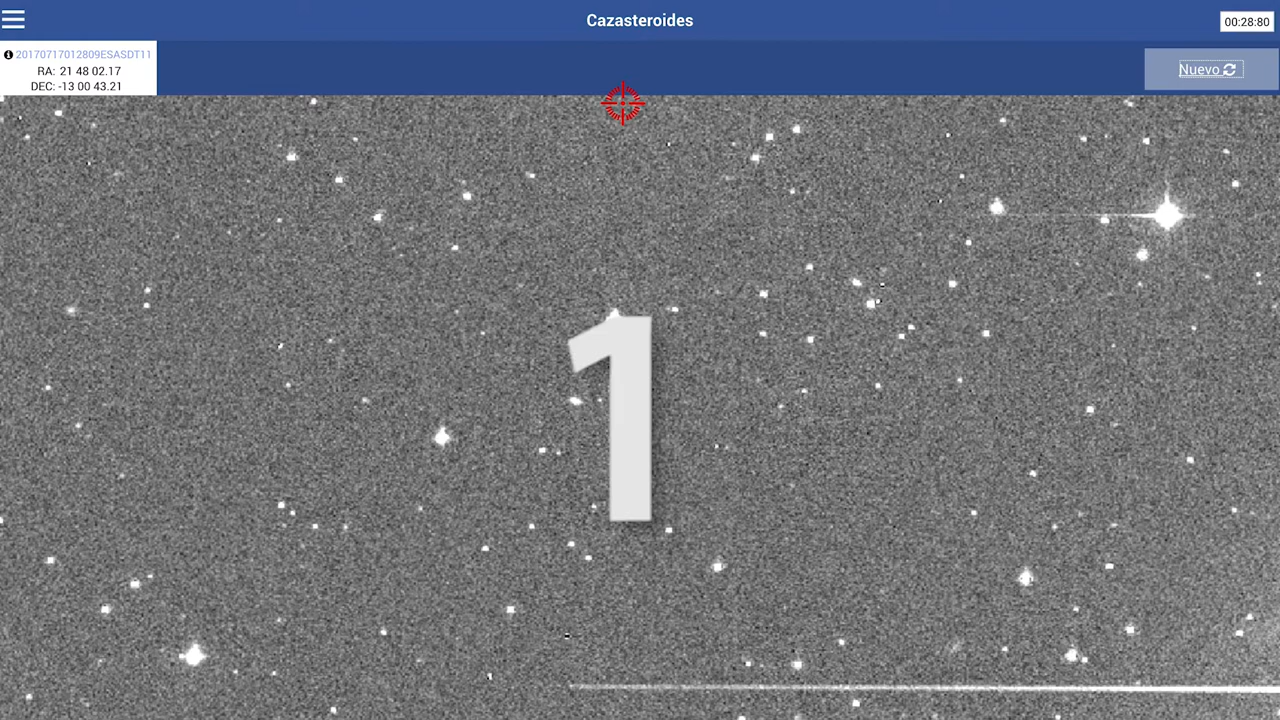 Cazasteroides
00:28:80
20170717012809ESASDT11
RA: 21 48 02.17
DEC: -13 00 43.21
Nuevo
1